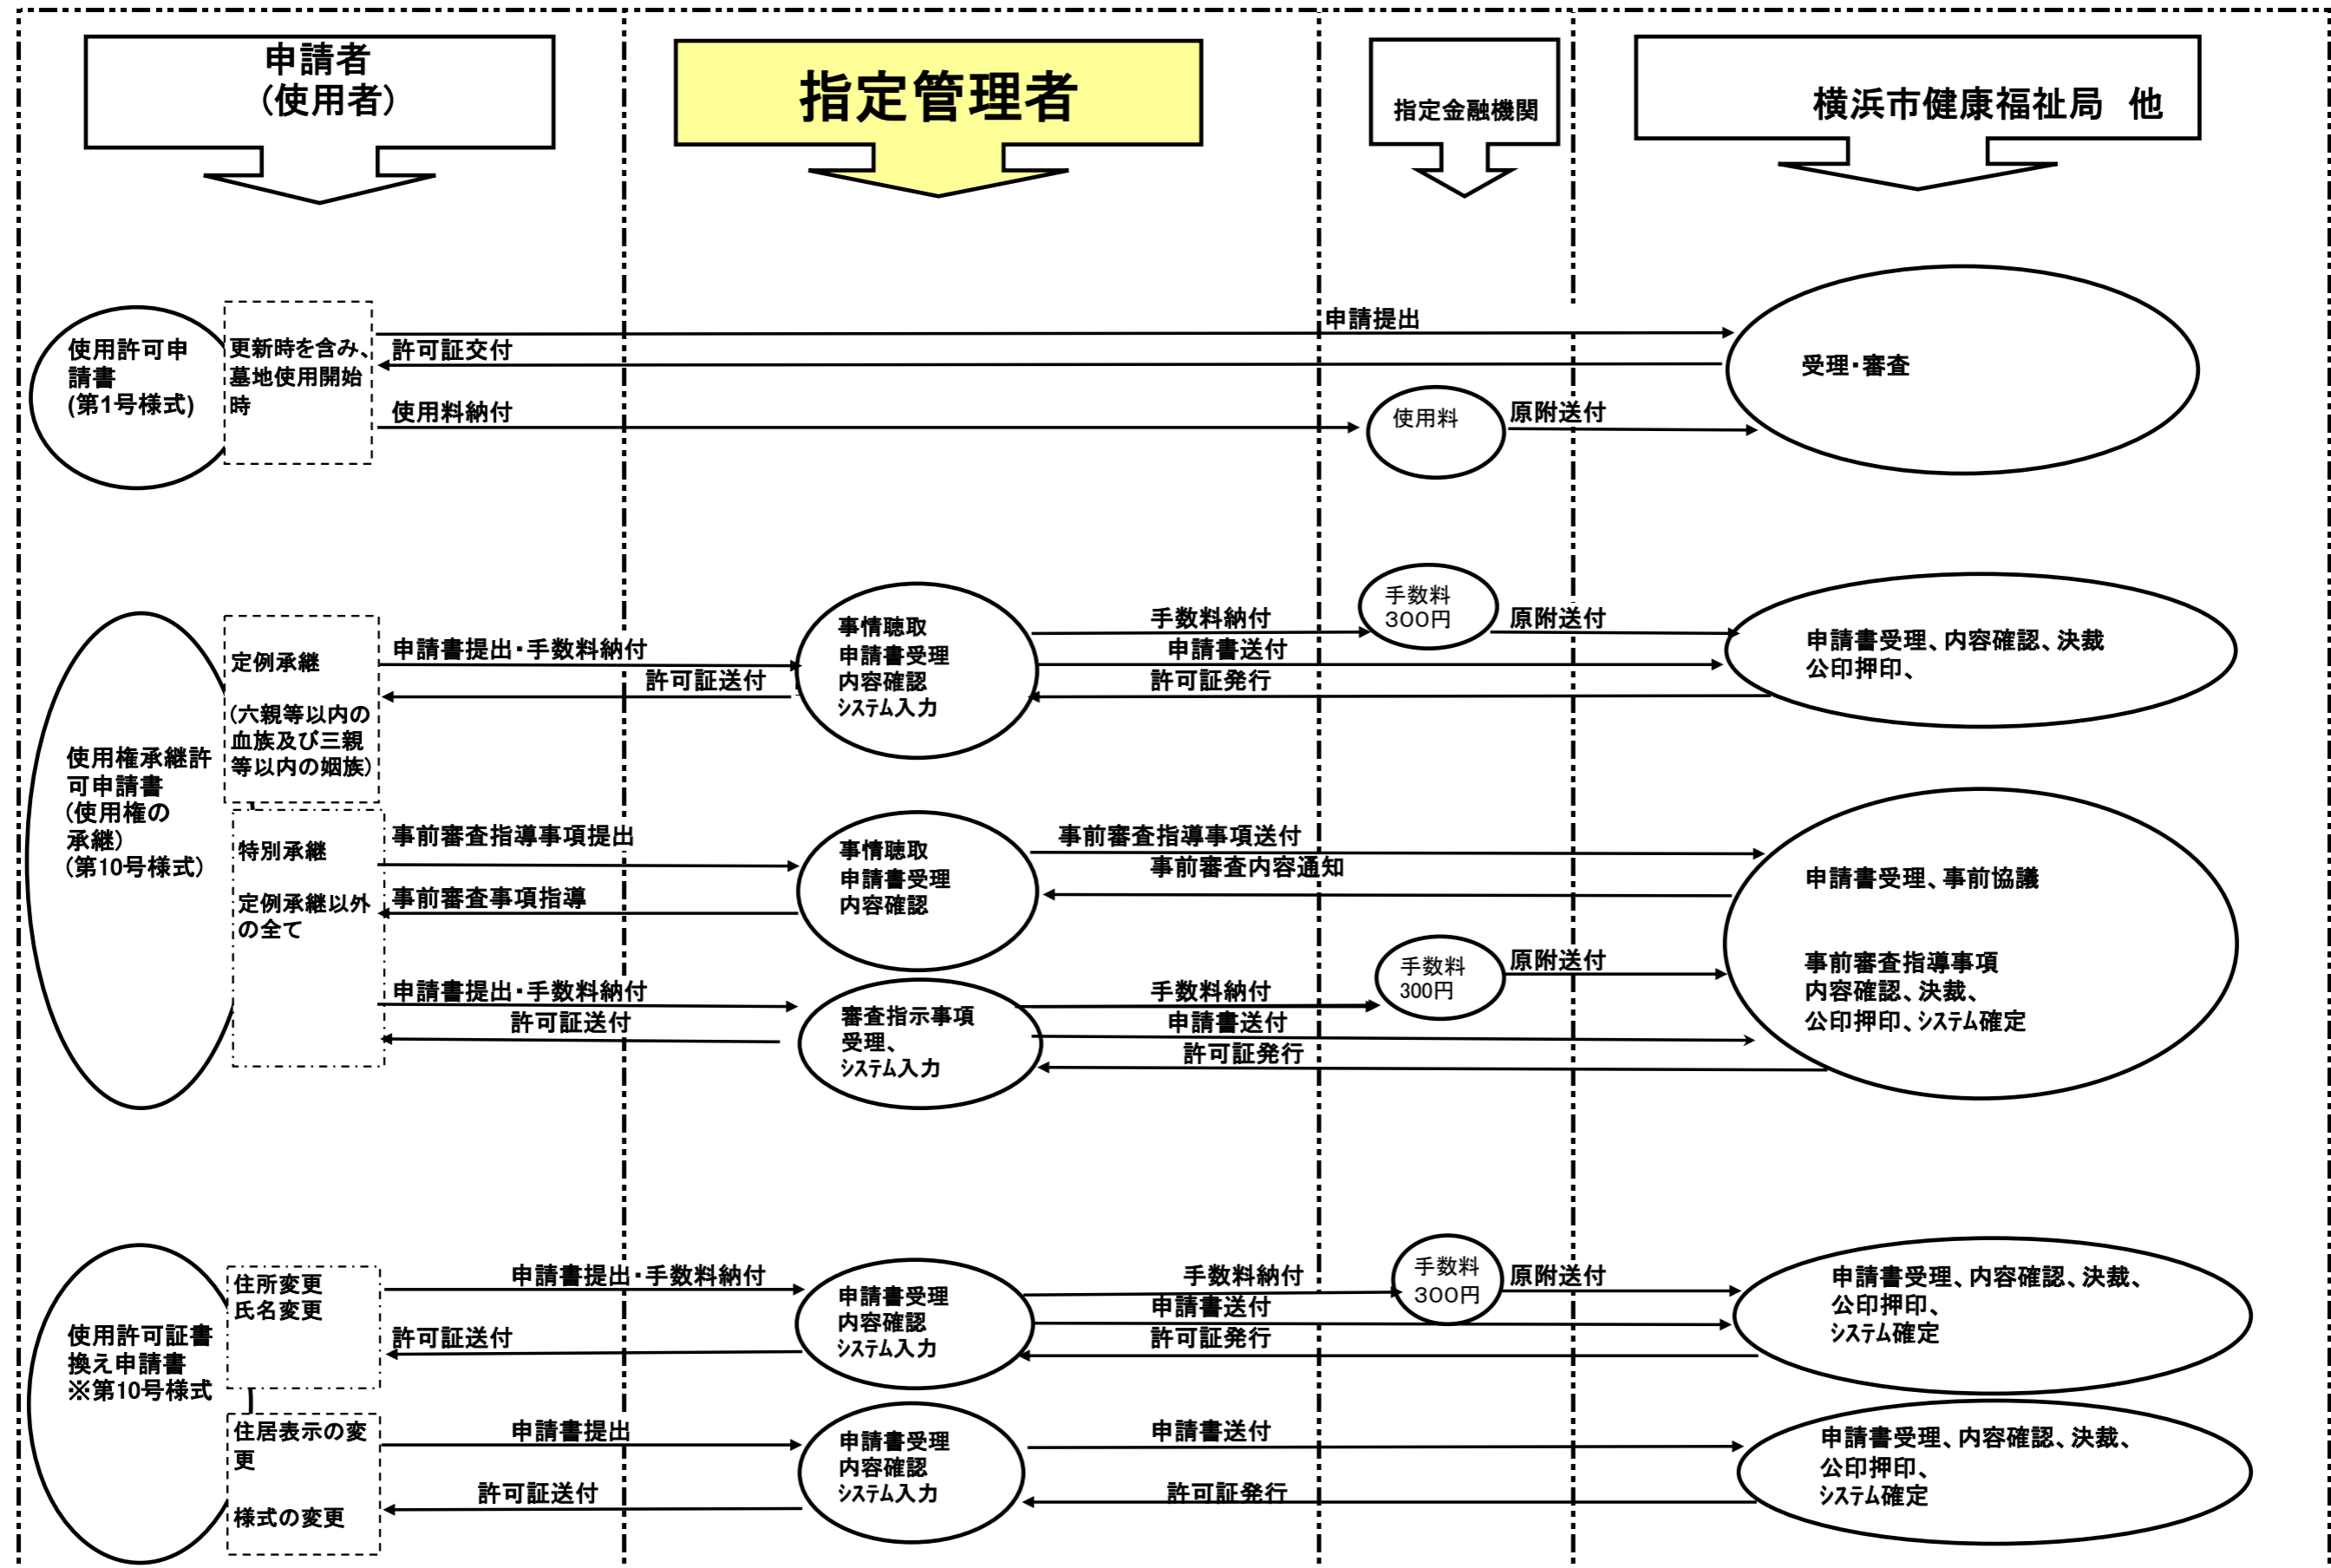 申請者
(使用者)
指定管理者
指定金融機関
横浜市健康福祉局　他
使用許可申
請書
(第1号様式)
更新時を含み、
墓地使用開始
時
申請提出
許可証交付
使用料納付
使用料
原附送付
受理・審査
使用権承継許
可申請書
(使用権の
承継)
(第10号様式)
定例承継
(六親等以内の
血族及び三親
等以内の姻族)
申請書提出・手数料納付
許可証送付
事情聴取
申請書受理
内容確認
ｼｽﾃﾑ入力
手数料納付
申請書送付
許可証発行
手数料
３００円
原附送付
申請書受理、内容確認、決裁
公印押印、
特別承継
定例承継以外
の全て
事前審査指導事項提出
事前審査事項指導
事情聴取
申請書受理
内容確認
事前審査指導事項送付
事前審査内容通知
申請書受理、事前協議
事前審査指導事項
内容確認、決裁、
公印押印、ｼｽﾃﾑ確定
申請書提出・手数料納付
許可証送付
審査指示事項
受理、
ｼｽﾃﾑ入力
手数料納付
申請書送付
許可証発行
手数料
300円
原附送付
使用許可証書
換え申請書
※第10号様式
住所変更
氏名変更
申請書提出・手数料納付
許可証送付
申請書受理
内容確認
ｼｽﾃﾑ入力
手数料納付
申請書送付
許可証発行
手数料
３００円
原附送付
申請書受理、内容確認、決裁、
公印押印、
ｼｽﾃﾑ確定
住居表示の変
更
様式の変更
申請書提出
許可証送付
申請書受理
内容確認
ｼｽﾃﾑ入力
申請書送付
許可証発行
申請書受理、内容確認、決裁、
公印押印、
ｼｽﾃﾑ確定